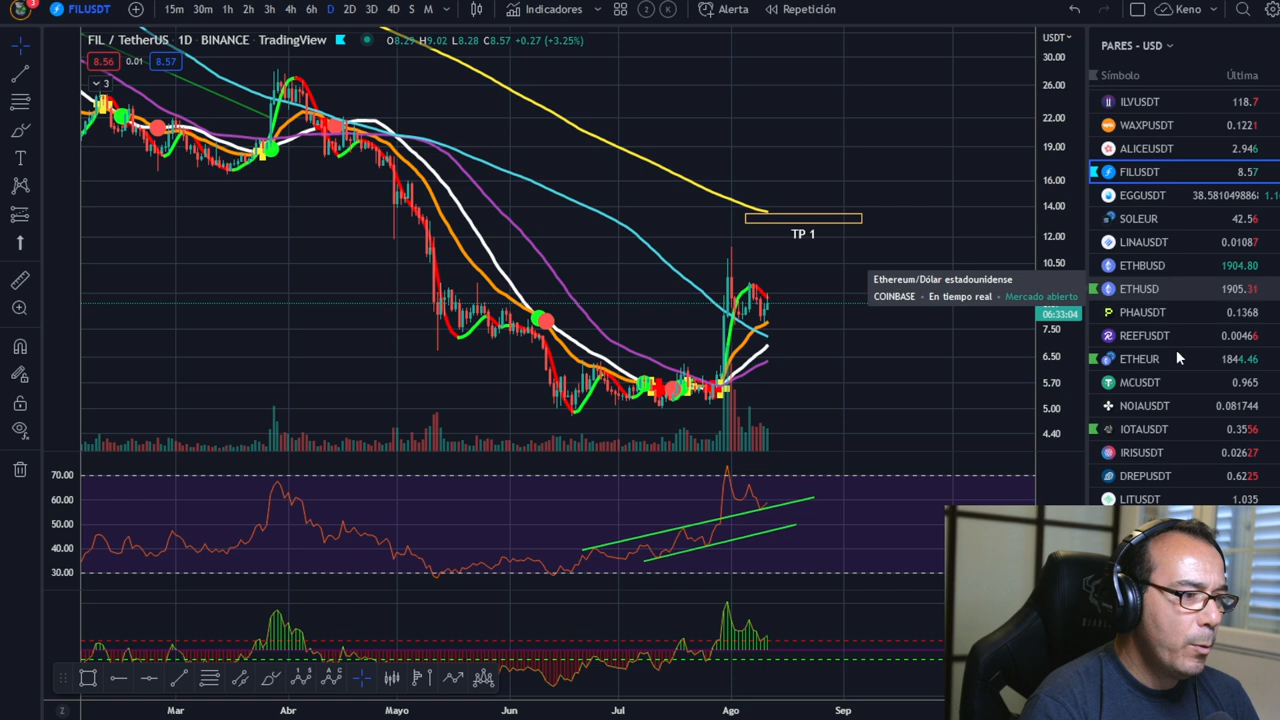 3
FILUSDT
15m 30m 1h 2h 3h 4h 6h D 2D 3D 4D S M
Indicadores
2
Alerta
Repetición
Keno
FIL / TetherUS · 1D · BINANCE · TradingView
O8.29 H9.02 L8.28 C8.57 +0.27 (+3.25%)
USDT
PARES - USD
8.56 0.01 8.57
3
Símbolo Última
ILVUSDT 118.7
WAXPUSDT 0.1221
ALICEUSDT 2.946
FILUSDT 8.57
EGGUSDT 38.581049886
SOLEUR 42.56
LINAUSDT 0.01087
ETHBUSD 1904.80
ETHUSD 1905.31
PHAUSDT 0.1368
REEFUSDT 0.00466
ETHEUR 1844.46
MCUSDT 0.965
NOIAUSDT 0.081744
IOTAUSDT 0.3556
IRISUSDT 0.02627
DREPUSDT 0.6225
LITUSDT 1.035
30.00
26.00
22.00
19.00
16.00
14.00
12.00
10.50
06:33:04
7.50
6.50
5.70
5.00
4.40
TP 1
Ethereum/Dólar estadounidense
COINBASE · En tiempo real · Mercado abierto
70.00
60.00
50.00
40.00
30.00
Z
Mar Abr Mayo Jun Jul Ago Sep